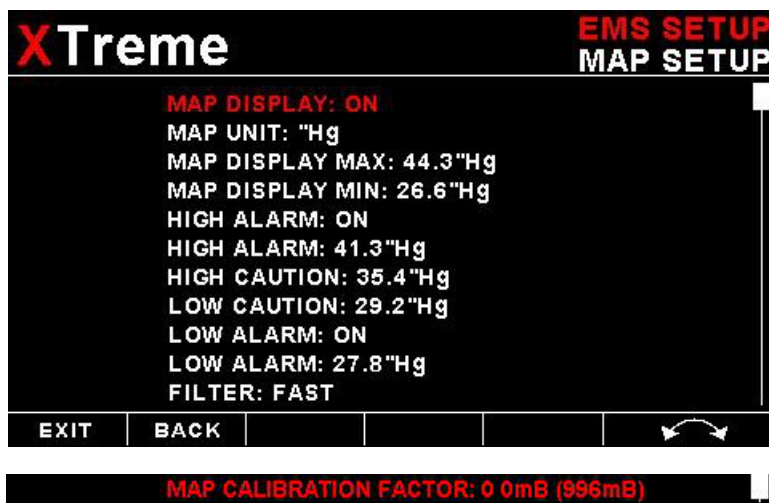 XTreme
EMS SETUP
MAP SETUP
MAP DISPLAY: ON
MAP UNIT: "Hg
MAP DISPLAY MAX: 44.3"Hg
MAP DISPLAY MIN: 26.6"Hg
HIGH ALARM: ON
HIGH ALARM: 41.3"Hg
HIGH CAUTION: 35.4"Hg
LOW CAUTION: 29.2"Hg
LOW ALARM: ON
LOW ALARM: 27.8"Hg
FILTER: FAST
EXIT BACK
MAP CALIBRATION FACTOR: 0 0mB (996mB)